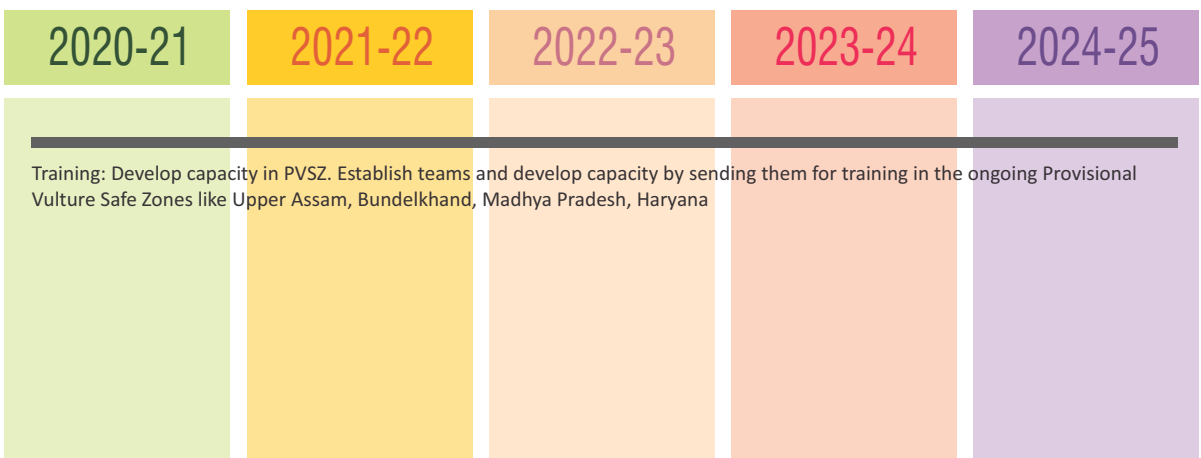 2020-21
2021-22
2022-23
2023-24
2024-25
Training: Develop capacity in PVSZ. Establish teams and develop capacity by sending them for training in the ongoing Provisional
Vulture Safe Zones like Upper Assam, Bundelkhand, Madhya Pradesh, Haryana